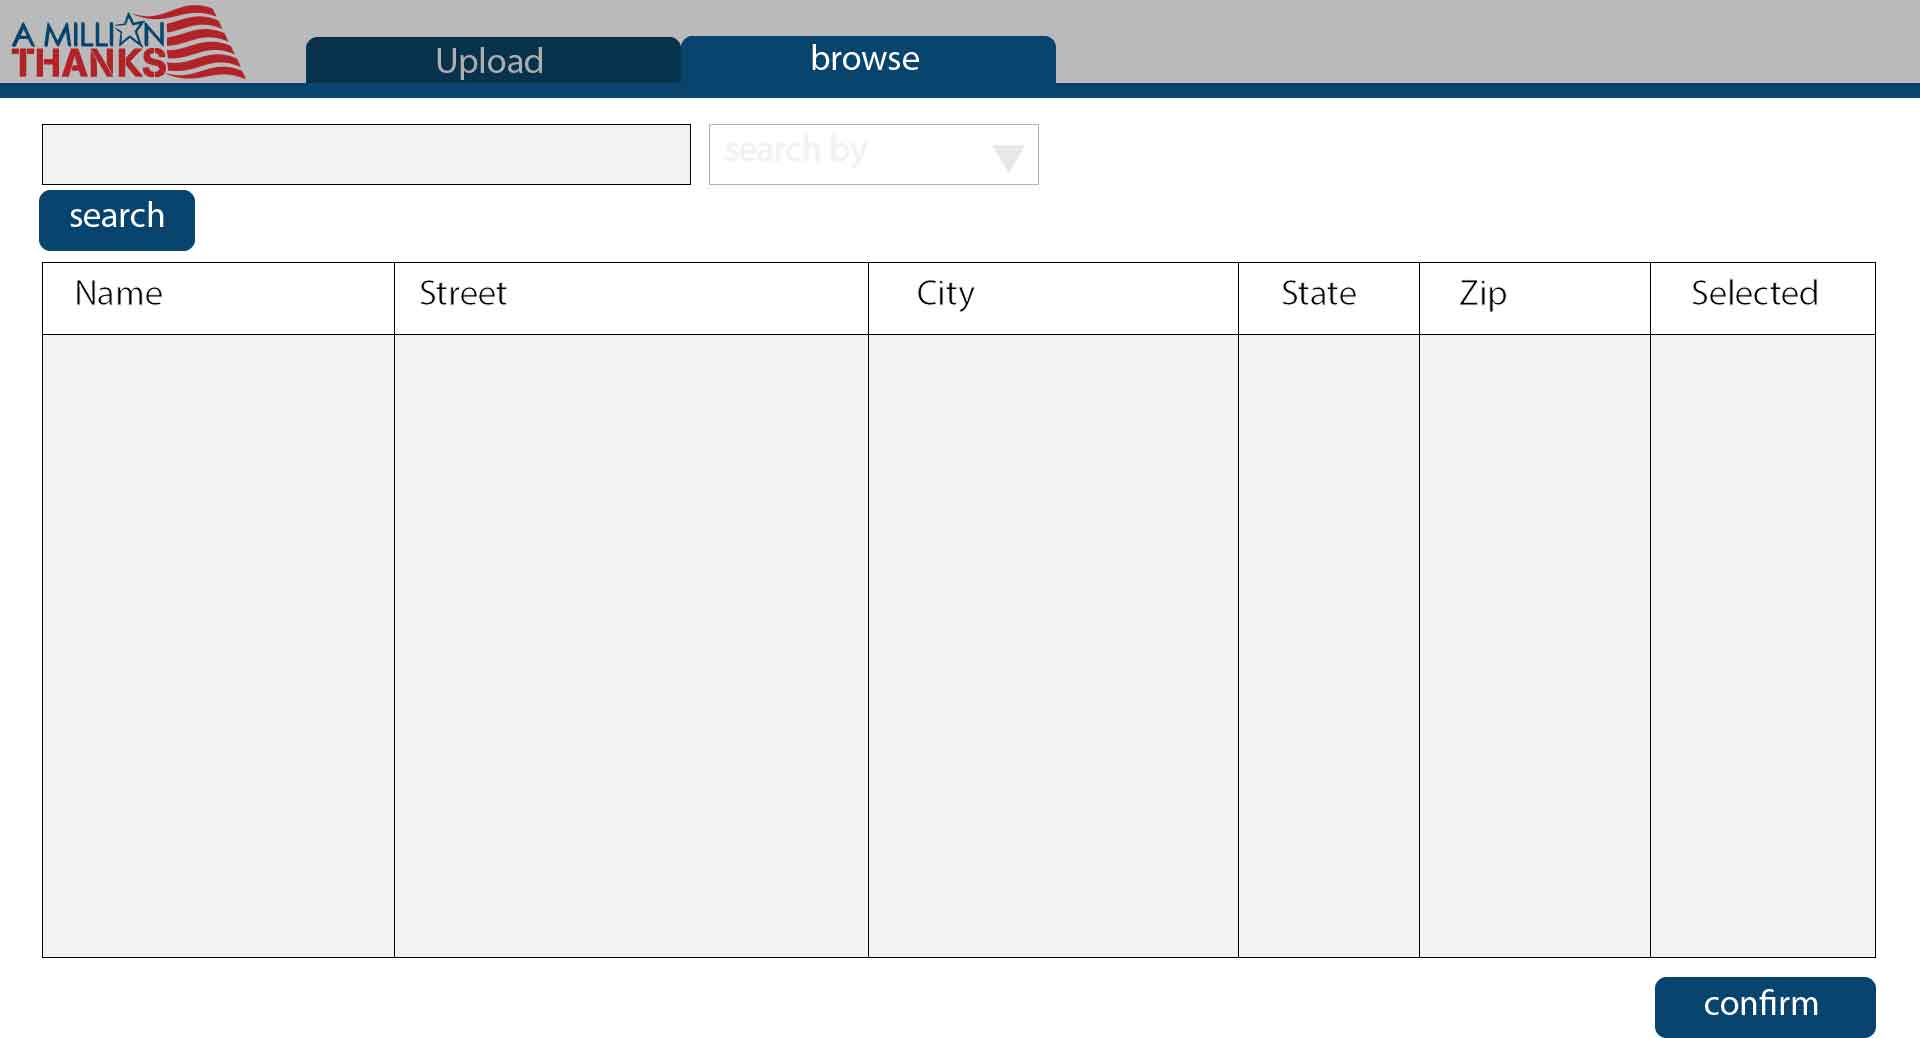 A MILLION
THANKS
Upload
browse
search by
search
Name
Street
City
State
Zip
Selected
confirm